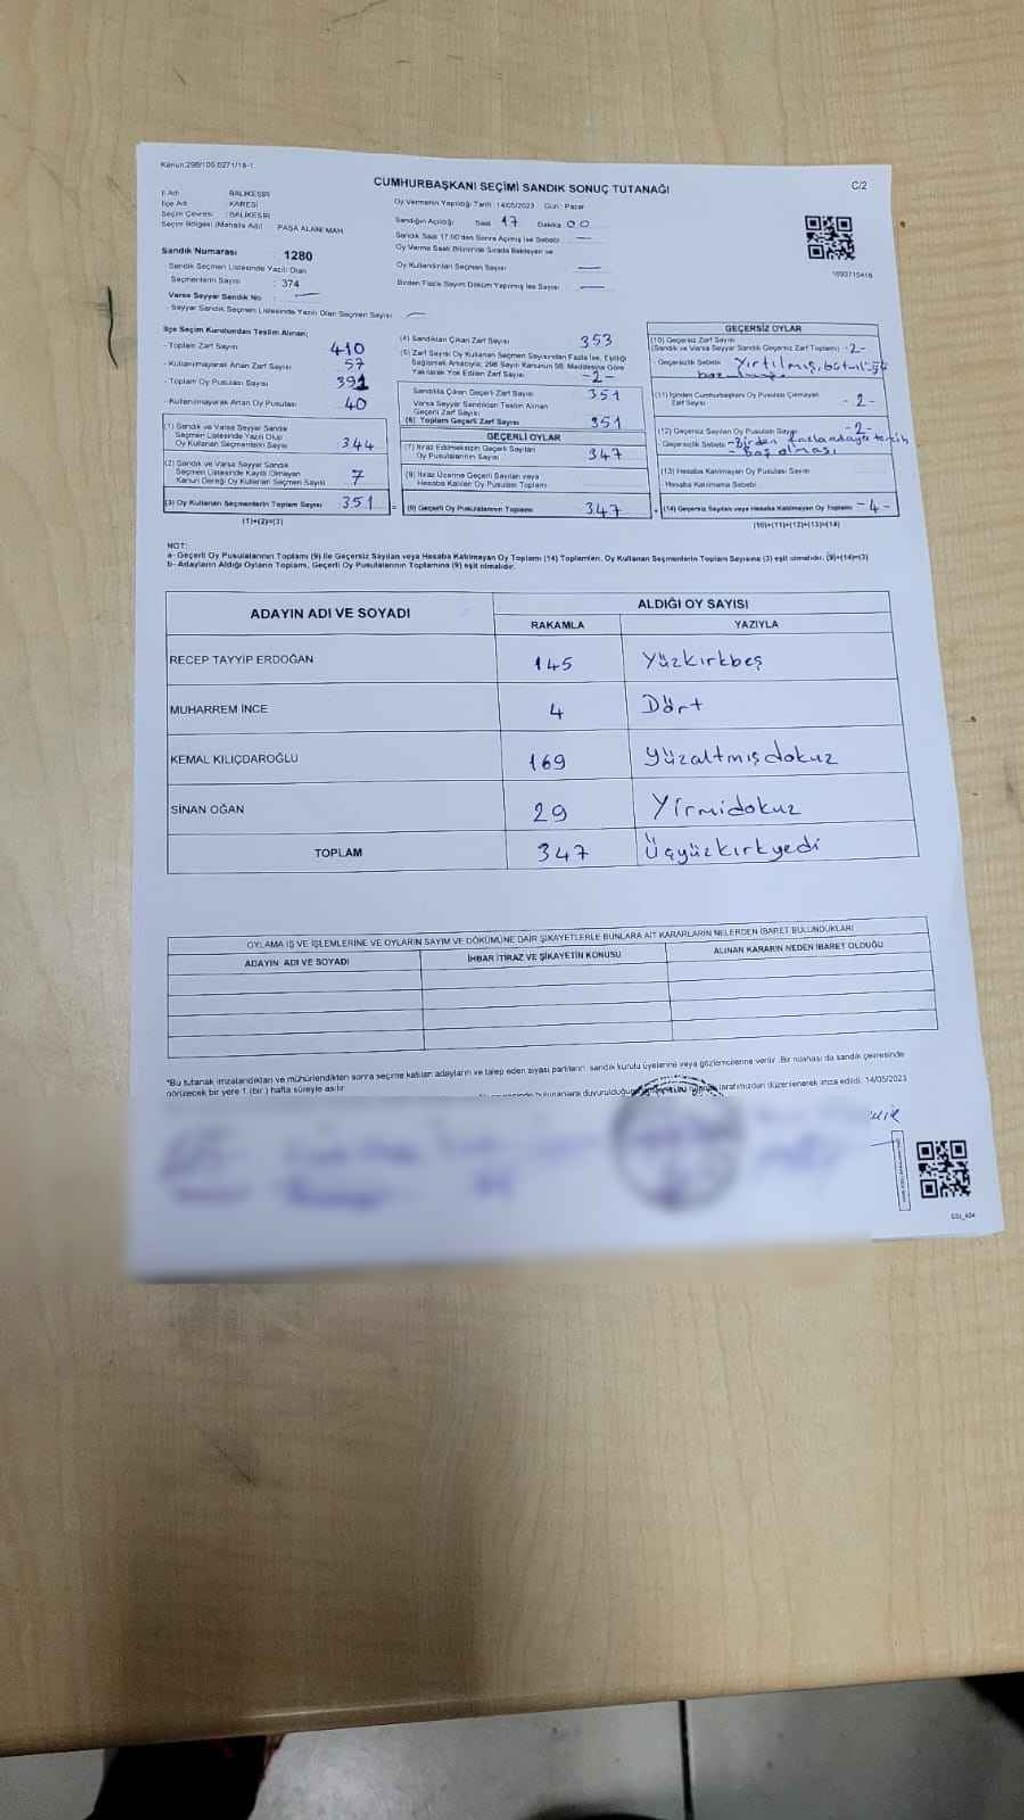 Kanun:298/105.0271/18-1
CUMHURBAŞKANI SEÇİMİ SANDIK SONUÇ TUTANAĞI
C/2
İl Adı BALIKESİR
İlçe Adı KARESİ
Seçim Çevresi BALIKESİR
Seçim Bölgesi (Mahalle Adı) PAŞA ALANI MAH.
Sandık Numarası 1280
Sandık Seçmen Listesinde Yazılı Olan
Seçmenlerin Sayısı : 374
Varsa Seyyar Sandık No
- Seyyar Sandık Seçmen Listesinde Yazılı Olan Seçmen Sayısı
Oy Vermenin Yapıldığı Tarih : 14/05/2023 Gün : Pazar
Sandığın Açıldığı Saat 17 Dakika 00
Sandık Saat 17.00'den Sonra Açılmış İse Sebebi
Oy Verme Saati Bitiminde Sırada Bekleyen ve
Oy Kullandırılan Seçmen Sayısı
Birden Fazla Sayım Döküm Yapılmış İse Sayısı
İlçe Seçim Kurulundan Teslim Alınan;
- Toplam Zarf Sayısı 410
- Kullanılmayarak Artan Zarf Sayısı 57
- Toplam Oy Pusulası Sayısı 391
- Kullanılmayarak Artan Oy Pusulası 40
(1) Sandık ve Varsa Seyyar Sandık
Seçmen Listesinde Yazılı Olup
Oy Kullanan Seçmenlerin Sayısı 344
(2) Sandık ve Varsa Seyyar Sandık
Seçmen Listesinde Kayıtlı Olmayan
Kanun Gereği Oy Kullanan Seçmen Sayısı 7
(3) Oy Kullanan Seçmenlerin Toplam Sayısı 351
(1)+(2)=(3)
(4) Sandıktan Çıkan Zarf Sayısı 353
(5) Zarf Sayısı Oy Kullanan Seçmen Sayısından Fazla İse, Eşitliği
Sağlamak Amacıyla; 298 Sayılı Kanunun 98. Maddesine Göre
Yakılarak Yok Edilen Zarf Sayısı -2-
Sandıkta Çıkan Geçerli Zarf Sayısı 351
Varsa Seyyar Sandıktan Teslim Alınan
Geçerli Zarf Sayısı
(6) Toplam Geçerli Zarf Sayısı 351
GEÇERLİ OYLAR
(7) İtiraz Edilmeksizin Geçerli Sayılan
Oy Pusulalarının Sayısı 347
(8) İtiraz Üzerine Geçerli Sayılan veya
Hesaba Katılan Oy Pusulası Toplamı
(9) Geçerli Oy Pusulalarının Toplamı 347
GEÇERSİZ OYLAR
(10) Geçersiz Zarf Sayısı
(Sandık ve Varsa Seyyar Sandık Geçersiz Zarf Toplamı) -2-
Geçersizlik Sebebi Yırtılmış,
(11) İçinden Cumhurbaşkanı Oy Pusulası Çıkmayan
Zarf Sayısı -2-
(12) Geçersiz Sayılan Oy Pusulası Sayısı -2-
Geçersizlik Sebebi -Birden fazla adaya tercih
- Boş olması
(13) Hesaba Katılmayan Oy Pusulası Sayısı
Hesaba Katılmama Sebebi
(14) Geçersiz Sayılan veya Hesaba Katılmayan Oy Toplamı -4-
(10)+(11)+(12)+(13)=(14)
NOT:
a- Geçerli Oy Pusulalarının Toplamı (9) ile Geçersiz Sayılan veya Hesaba Katılmayan Oy Toplamı (14) Toplamları, Oy Kullanan Seçmenlerin Toplam Sayısına (3) eşit olmalıdır. (9)+(14)=(3)
b- Adayların Aldığı Oyların Toplamı, Geçerli Oy Pusulalarının Toplamına (9) eşit olmalıdır.
ADAYIN ADI VE SOYADI ALDIĞI OY SAYISI
RAKAMLA YAZIYLA
RECEP TAYYİP ERDOĞAN 145 Yüzkırkbeş
MUHARREM İNCE 4 Dört
KEMAL KILIÇDAROĞLU 169 yüzaltmışdokuz
SİNAN OĞAN 29 Yirmidokuz
TOPLAM 347 Üçyüzkırkyedi
OYLAMA İŞ VE İŞLEMLERİNE VE OYLARIN SAYIM VE DÖKÜMÜNE DAİR ŞİKAYETLERLE BUNLARA AİT KARARLARIN NELERDEN İBARET BULUNDUKLARI
ADAYIN ADI VE SOYADI İHBAR İTİRAZ VE ŞİKAYETİN KONUSU ALINAN KARARIN NEDEN İBARET OLDUĞU
*Bu tutanak imzalandıktan ve mühürlendikten sonra seçime katılan adayların ve talep eden siyasi partilerin sandık kurulu üyelerine veya gözlemcilerine verilir. Bir nüshası da sandık çevresinde
görülecek bir yere 1 (bir) hafta süreyle asılır.
bulunanlara duyurulduğuna tarafımızdan düzenlenerek imza edildi. 14/05/2023